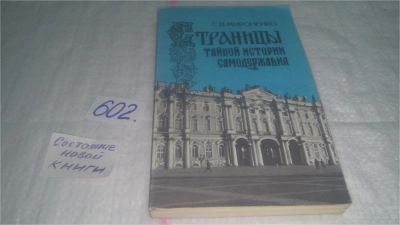 С.В.МИРОНЕНКО
СТРАНИЦЫ
ТАЙНОЙ ИСТОРИИ
САМОДЕРЖАВИЯ
602.
Состояние
новой
книги